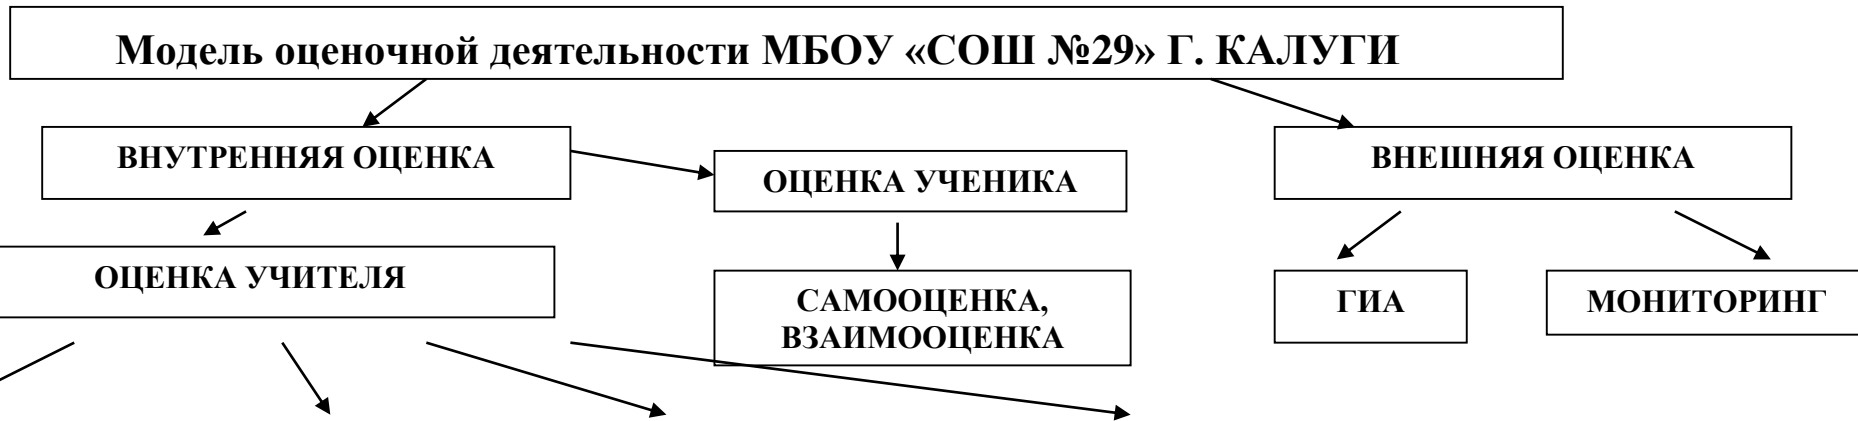 Модель оценочной деятельности МБОУ «СОШ №29» Г. КАЛУГИ
ВНУТРЕННЯЯ ОЦЕНКА
ОЦЕНКА УЧЕНИКА
ВНЕШНЯЯ ОЦЕНКА
ОЦЕНКА УЧИТЕЛЯ
САМООЦЕНКА,
ВЗАИМООЦЕНКА
ГИА
МОНИТОРИНГ